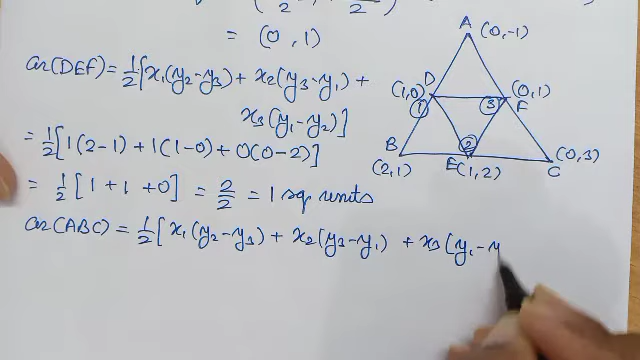 = (0, 1)
ar(DEF) = 1/2[x₁(y₂-y₃) + x₂(y₃-y₁) +
x₃(y₁-y₂)]
= 1/2[1(2-1) + 1(1-0) + 0(0-2)]
= 1/2[1 + 1 + 0] = 2/2 = 1 sq units
ar(ABC) = 1/2[x₁(y₂-y₃) + x₂(y₃-y₁) + x₃(y₁-y
A (0,-1)
D (1,0)
(0,1) F
1
3
2
B (2,1)
E(1,2)
C (0,3)